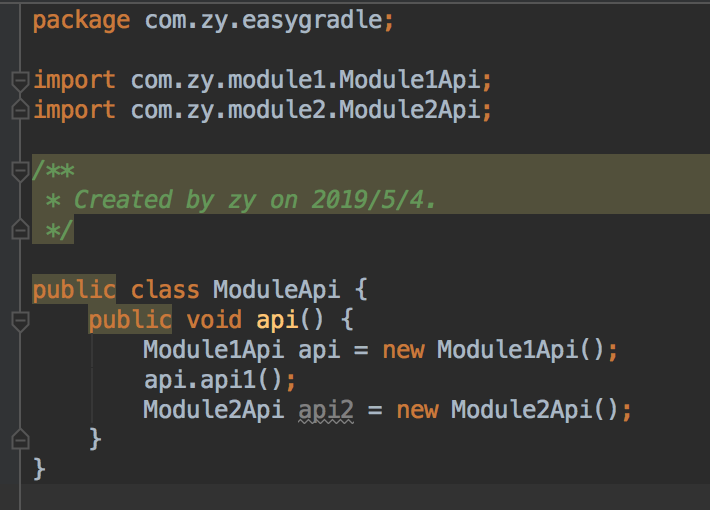 package com.zy.easygradle;
import com.zy.module1.Module1Api;
import com.zy.module2.Module2Api;
/**
* Created by zy on 2019/5/4.
*/
public class ModuleApi {
public void api() {
Module1Api api = new Module1Api();
api.api1();
Module2Api api2 = new Module2Api();
}
}